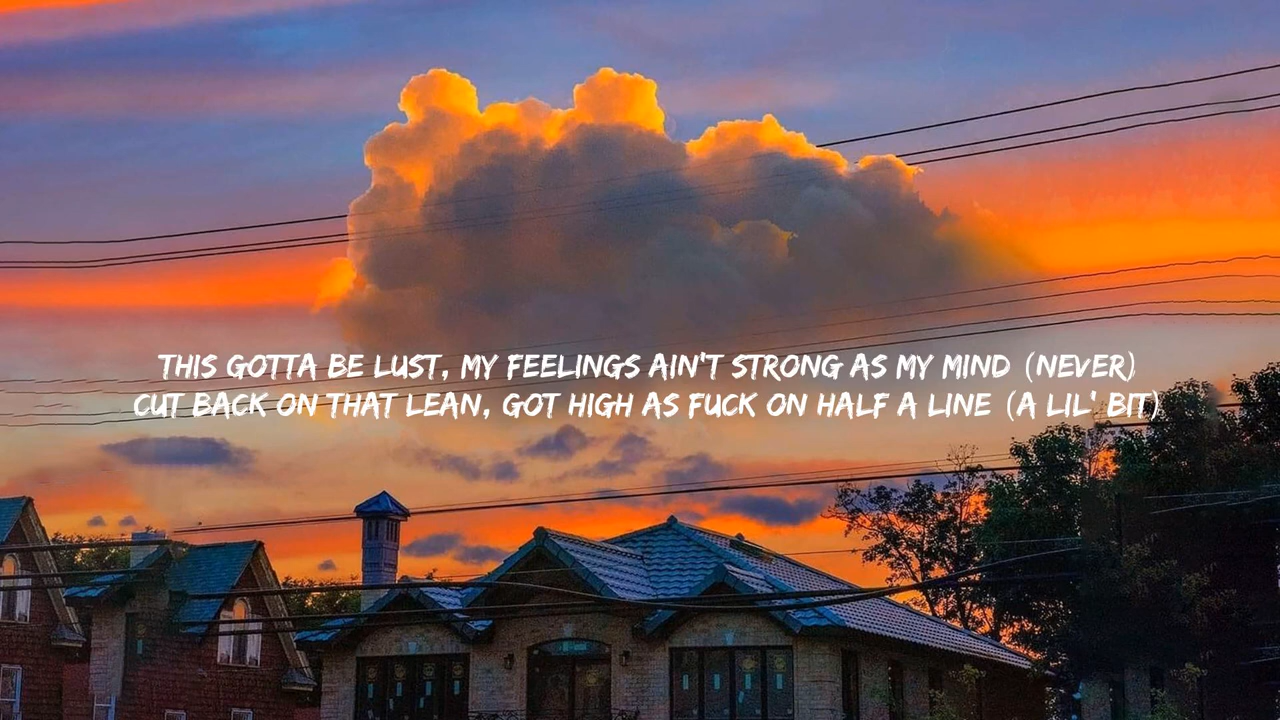 THIS GOTTA BE LUST, MY FEELINGS AIN'T STRONG AS MY MIND (NEVER)
CUT BACK ON THAT LEAN, GOT HIGH AS FUCK ON HALF A LINE (A LIL' BIT)